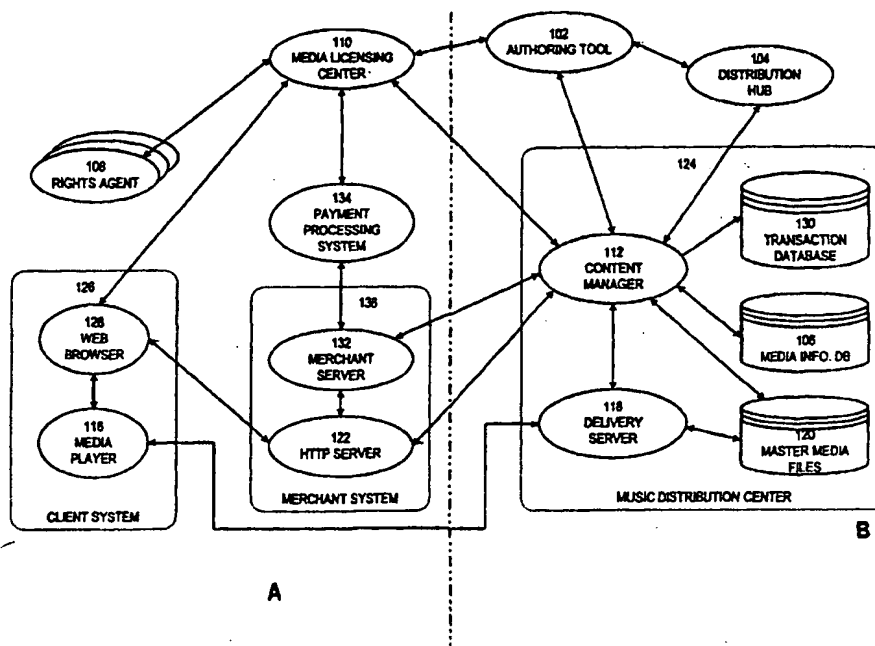 110
MEDIA LICENSING
CENTER
102
AUTHORING TOOL
104
DISTRIBUTION
HUB
108
RIGHTS AGENT
134
PAYMENT
PROCESSING
SYSTEM
124
130
TRANSACTION
DATABASE
112
CONTENT
MANAGER
126
128
WEB
BROWSER
136
132
MERCHANT
SERVER
106
MEDIA INFO. DB
116
MEDIA
PLAYER
122
HTTP SERVER
118
DELIVERY
SERVER
120
MASTER MEDIA
FILES
CLIENT SYSTEM
MERCHANT SYSTEM
MUSIC DISTRIBUTION CENTER
B
A